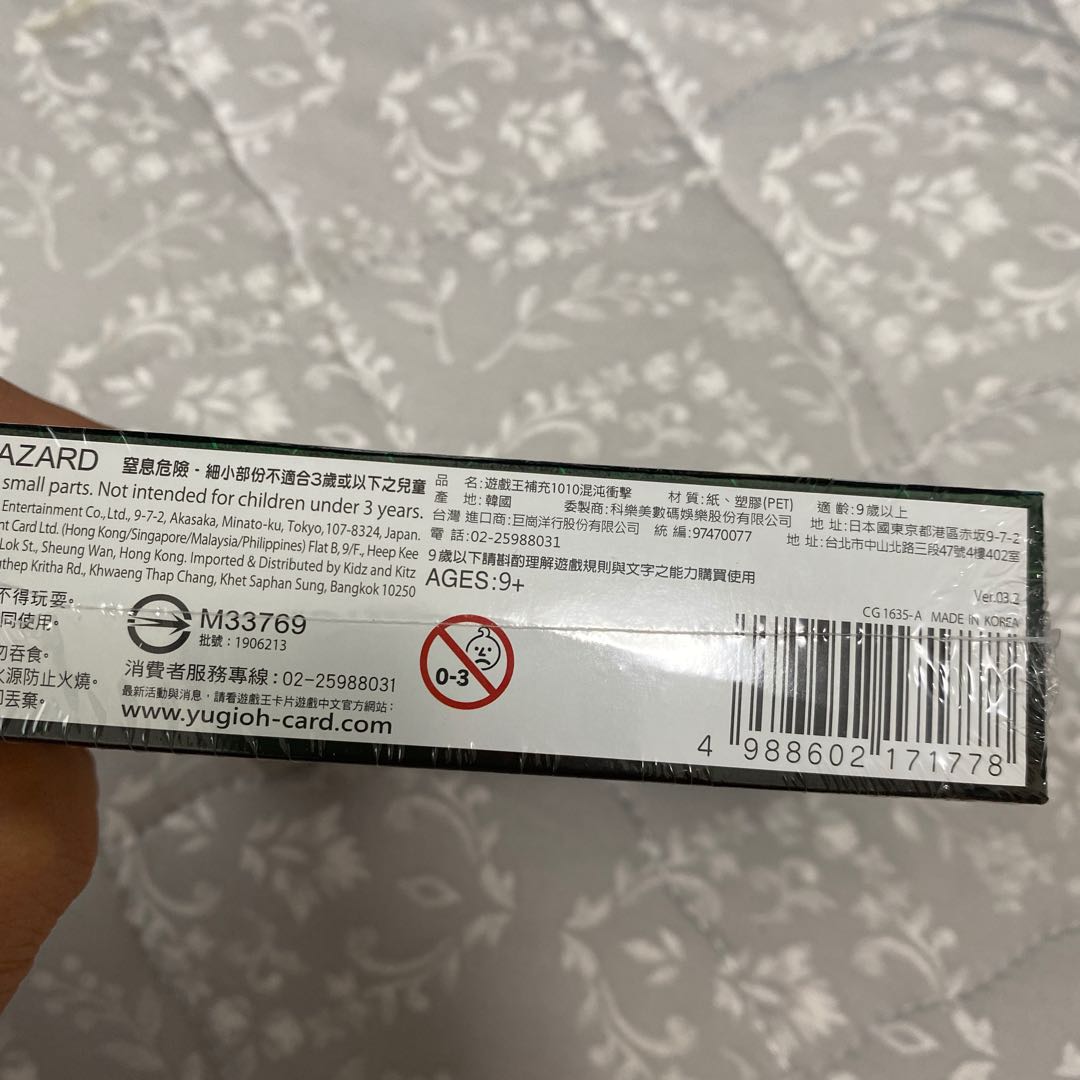 AZARD
窒息危險 - 細小部份不適合3歲或以下之兒童
small parts. Not intended for children under 3 years.
Entertainment Co.,Ltd., 9-7-2, Akasaka, Minato-ku, Tokyo, 107-8324, Japan.
nt Card Ltd. (Hong Kong/Singapore/Malaysia/Philippines) Flat B, 9/F., Heep Kee
Lok St., Sheung Wan, Hong Kong. Imported & Distributed by Kidz and Kitz
uthep Kritha Rd., Khwaeng Thap Chang, Khet Saphan Sung, Bangkok 10250
品 名:遊戲王補充1010混沌衝擊 材 質:紙、塑膠(PET) 適 齡:9歲以上
產 地:韓國 委製商:科樂美數碼娛樂股份有限公司 地 址:日本國東京都港區赤坂9-7-2
台灣 進口商:巨崗洋行股份有限公司 統 編:97470077 地 址:台北市中山北路三段47號4樓402室
電 話:02-25988031
9歲以下請斟酌理解遊戲規則與文字之能力購買使用
AGES:9+
Ver.03.2
CG1635-A MADE IN KOREA
不得玩耍。
同使用。
勿吞食。
火源防止火燒。
丟棄。
M33769
批號:1906213
消費者服務專線:02-25988031
最新活動與消息,請看遊戲王卡片遊戲中文官方網站:
www.yugioh-card.com
0-3
4 988602 171778